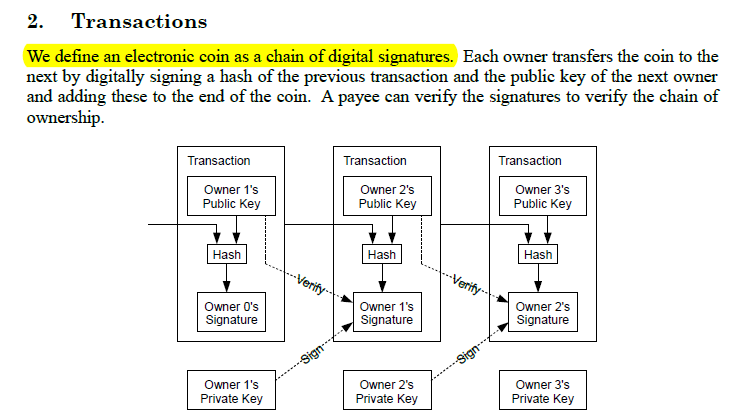 2. Transactions
We define an electronic coin as a chain of digital signatures. Each owner transfers the coin to the
next by digitally signing a hash of the previous transaction and the public key of the next owner
and adding these to the end of the coin. A payee can verify the signatures to verify the chain of
ownership.
Transaction
Owner 1's
Public Key
Hash
Owner 0's
Signature
Transaction
Owner 2's
Public Key
Hash
Owner 1's
Signature
Transaction
Owner 3's
Public Key
Hash
Owner 2's
Signature
Verify
Verify
Sign
Sign
Owner 1's
Private Key
Owner 2's
Private Key
Owner 3's
Private Key